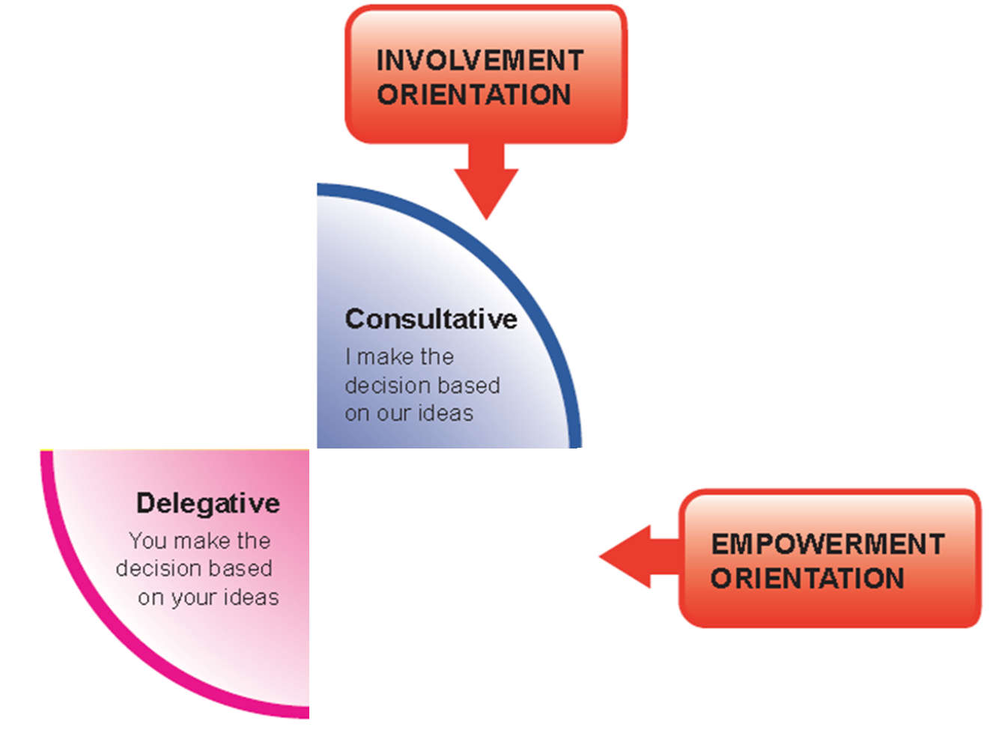 INVOLVEMENT
ORIENTATION
Consultative
I make the
decision based
on our ideas
Delegative
You make the
decision based
on your ideas
EMPOWERMENT
ORIENTATION